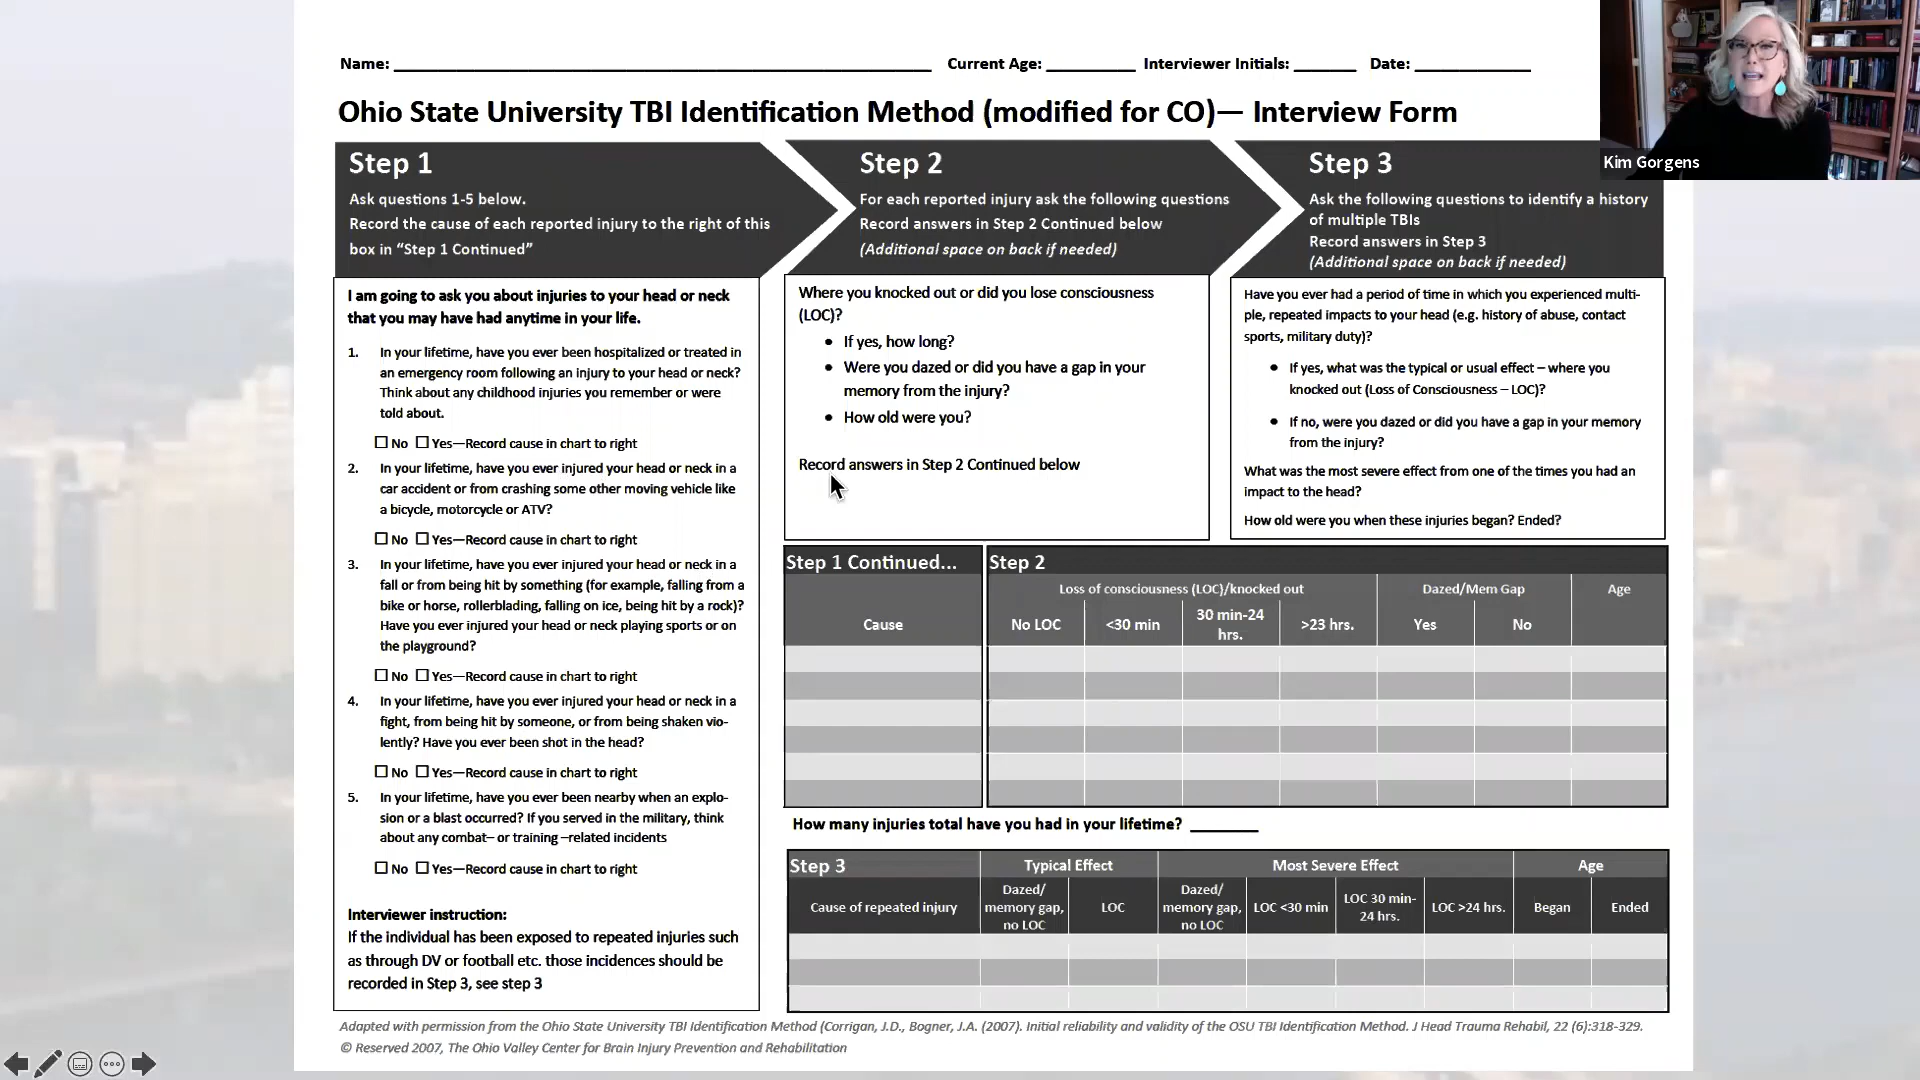 Name: Current Age: Interviewer Initials: Date:
Ohio State University TBI Identification Method (modified for CO)— Interview Form
Step 1
Ask questions 1-5 below.
Record the cause of each reported injury to the right of this
box in “Step 1 Continued”
Step 2
For each reported injury ask the following questions
Record answers in Step 2 Continued below
(Additional space on back if needed)
Step 3
Ask the following questions to identify a history
of multiple TBIs
Record answers in Step 3
(Additional space on back if needed)
Kim Gorgens
I am going to ask you about injuries to your head or neck
that you may have had anytime in your life.
1. In your lifetime, have you ever been hospitalized or treated in
an emergency room following an injury to your head or neck?
Think about any childhood injuries you remember or were
told about.
☐ No ☐ Yes—Record cause in chart to right
2. In your lifetime, have you ever injured your head or neck in a
car accident or from crashing some other moving vehicle like
a bicycle, motorcycle or ATV?
☐ No ☐ Yes—Record cause in chart to right
3. In your lifetime, have you ever injured your head or neck in a
fall or from being hit by something (for example, falling from a
bike or horse, rollerblading, falling on ice, being hit by a rock)?
Have you ever injured your head or neck playing sports or on
the playground?
☐ No ☐ Yes—Record cause in chart to right
4. In your lifetime, have you ever injured your head or neck in a
fight, from being hit by someone, or from being shaken vio-
lently? Have you ever been shot in the head?
☐ No ☐ Yes—Record cause in chart to right
5. In your lifetime, have you ever been nearby when an explo-
sion or a blast occurred? If you served in the military, think
about any combat– or training –related incidents
☐ No ☐ Yes—Record cause in chart to right
Interviewer instruction:
If the individual has been exposed to repeated injuries such
as through DV or football etc. those incidences should be
recorded in Step 3, see step 3
Where you knocked out or did you lose consciousness
(LOC)?
• If yes, how long?
• Were you dazed or did you have a gap in your
memory from the injury?
• How old were you?
Record answers in Step 2 Continued below
Have you ever had a period of time in which you experienced multi-
ple, repeated impacts to your head (e.g. history of abuse, contact
sports, military duty)?
• If yes, what was the typical or usual effect – where you
knocked out (Loss of Consciousness – LOC)?
• If no, were you dazed or did you have a gap in your memory
from the injury?
What was the most severe effect from one of the times you had an
impact to the head?
How old were you when these injuries began? Ended?
Step 1 Continued...
Cause
Step 2
Loss of consciousness (LOC)/knocked out Dazed/Mem Gap Age
No LOC <30 min 30 min-24 hrs. >23 hrs. Yes No
How many injuries total have you had in your lifetime?
Step 3 Typical Effect Most Severe Effect Age
Cause of repeated injury
Dazed/
memory gap,
no LOC
LOC
Dazed/
memory gap,
no LOC
LOC <30 min
LOC 30 min-
24 hrs.
LOC >24 hrs.
Began
Ended
Adapted with permission from the Ohio State University TBI Identification Method (Corrigan, J.D., Bogner, J.A. (2007). Initial reliability and validity of the OSU TBI Identification Method. J Head Trauma Rehabil, 22 (6):318-329.
© Reserved 2007, The Ohio Valley Center for Brain Injury Prevention and Rehabilitation